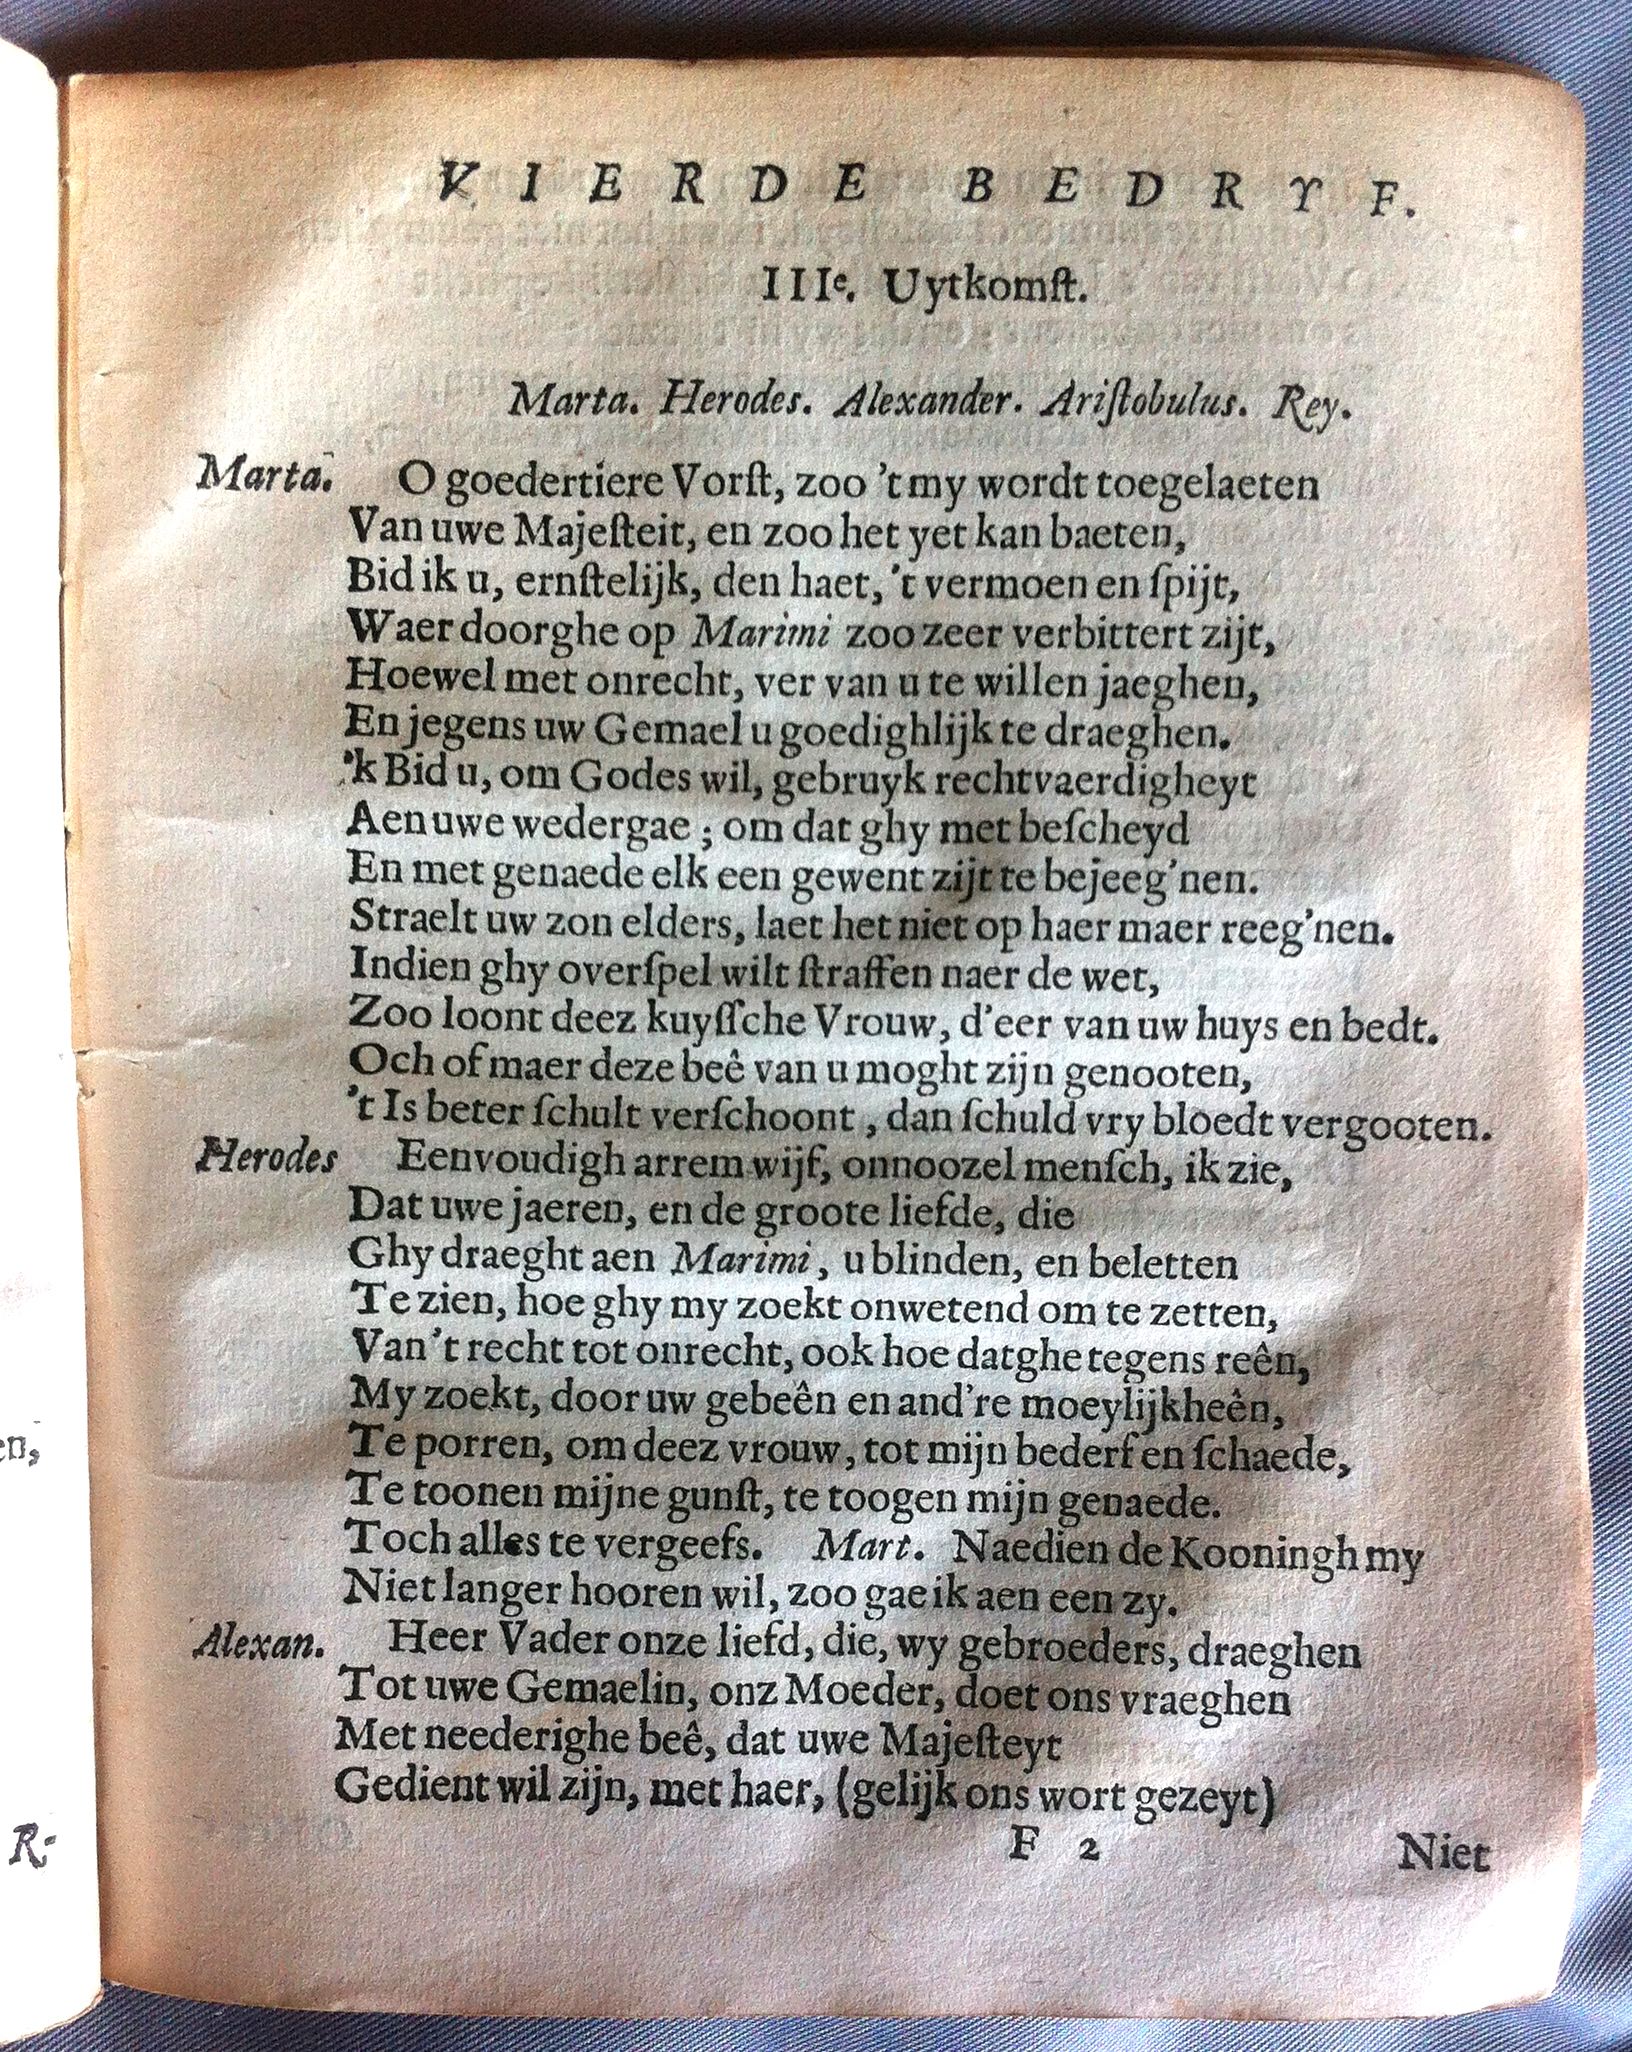 VIERDE BEDRYF.
IIIe. Uytkomſt.
Marta. Herodes. Alexander. Ariſtobulus. Rey.
Marta. O goedertiere Vorſt, zoo 't my wordt toegelaeten
Van uwe Majeſteit, en zoo het yet kan baeten,
Bid ik u, ernſtelijk, den haet, 't vermoen en ſpijt,
Waer doorghe op Marimi zoo zeer verbittert zijt,
Hoewel met onrecht, ver van u te willen jaeghen,
En jegens uw Gemael u goedighlijk te draeghen.
'k Bid u, om Godes wil, gebruyk rechtvaerdigheyt
Aen uwe wedergae; om dat ghy met beſcheyd
En met genaede elk een gewent zijt te bejeeg'nen.
Straelt uw zon elders, laet het niet op haer maer reeg'nen.
Indien ghy overſpel wilt ſtraffen naer de wet,
Zoo loont deez kuyſſche Vrouw, d'eer van uw huys en bedt.
Och of maer deze beê van u moght zijn genooten,
't Is beter ſchult verſchoont, dan ſchuld vry bloedt vergooten.
Herodes Eenvoudigh arrem wijf, onnoozel menſch, ik zie,
Dat uwe jaeren, en de groote liefde, die
Ghy draeght aen Marimi, u blinden, en beletten
Te zien, hoe ghy my zoekt onwetend om te zetten,
Van 't recht tot onrecht, ook hoe datghe tegens reên,
My zoekt, door uw gebeên en and're moeylijkheên,
Te porren, om deez vrouw, tot mijn bederf en ſchaede,
Te toonen mijne gunſt, te toogen mijn genaede.
Toch alles te vergeefs. Mart. Naedien de Kooningh my
Niet langer hooren wil, zoo gae ik aen een zy.
Alexan. Heer Vader onze liefd, die, wy gebroeders, draeghen
Tot uwe Gemaelin, onz Moeder, doet ons vraeghen
Met neederighe beê, dat uwe Majeſteyt
Gedient wil zijn, met haer, (gelijk ons wort gezeyt)
F 2 Niet
en,
R: